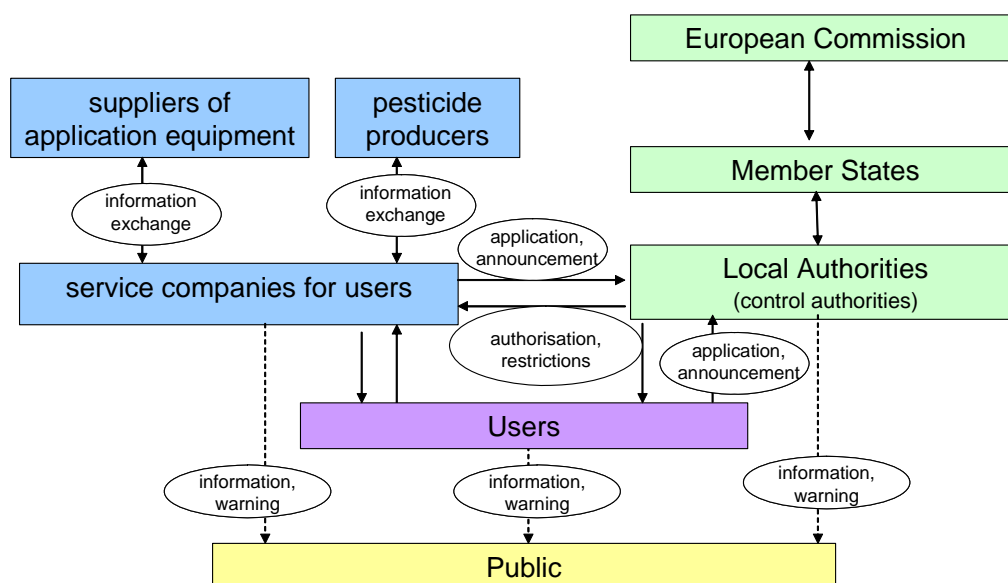 European Commission
suppliers of
application equipment
pesticide
producers
Member States
information
exchange
information
exchange
application,
announcement
service companies for users
Local Authorities
(control authorities)
authorisation,
restrictions
application,
announcement
Users
information,
warning
information,
warning
information,
warning
Public